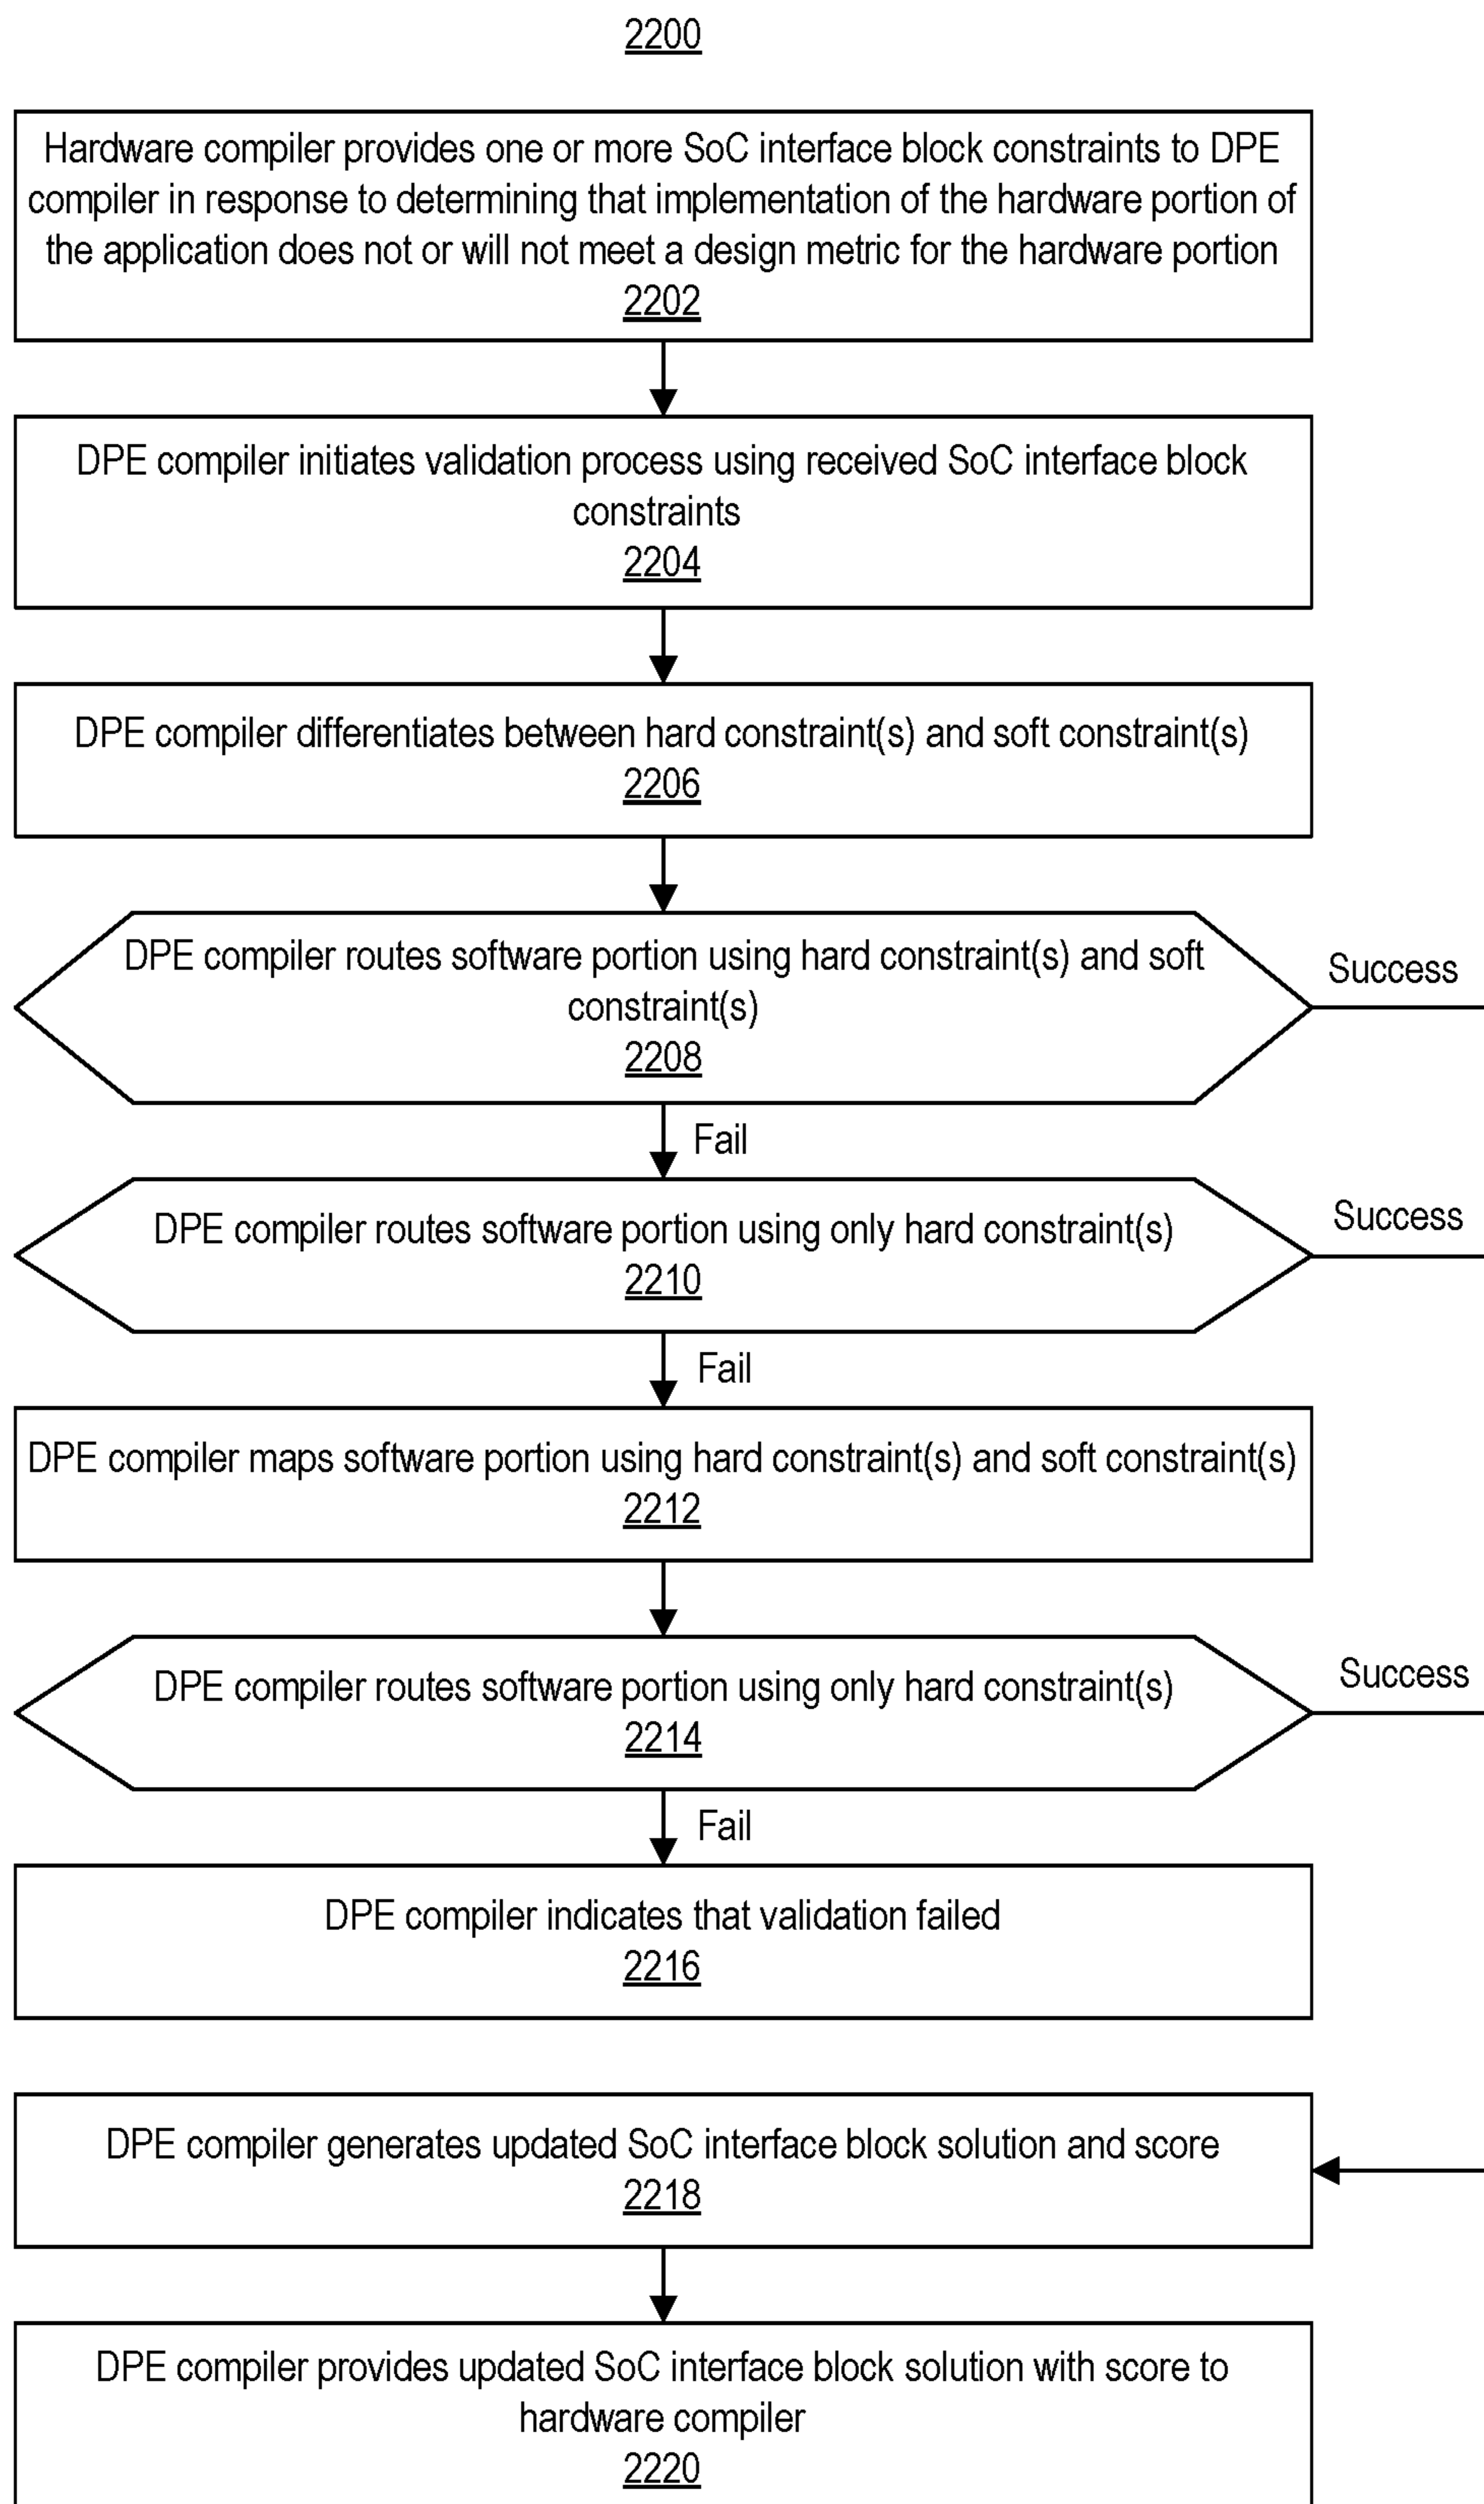 2200
Hardware compiler provides one or more SoC interface block constraints to DPE
compiler in response to determining that implementation of the hardware portion of
the application does not or will not meet a design metric for the hardware portion
2202
DPE compiler initiates validation process using received SoC interface block
constraints
2204
DPE compiler differentiates between hard constraint(s) and soft constraint(s)
2206
DPE compiler routes software portion using hard constraint(s) and soft
constraint(s)
2208
Success
Fail
DPE compiler routes software portion using only hard constraint(s)
2210
Success
Fail
DPE compiler maps software portion using hard constraint(s) and soft constraint(s)
2212
DPE compiler routes software portion using only hard constraint(s)
2214
Success
Fail
DPE compiler indicates that validation failed
2216
DPE compiler generates updated SoC interface block solution and score
2218
DPE compiler provides updated SoC interface block solution with score to
hardware compiler
2220